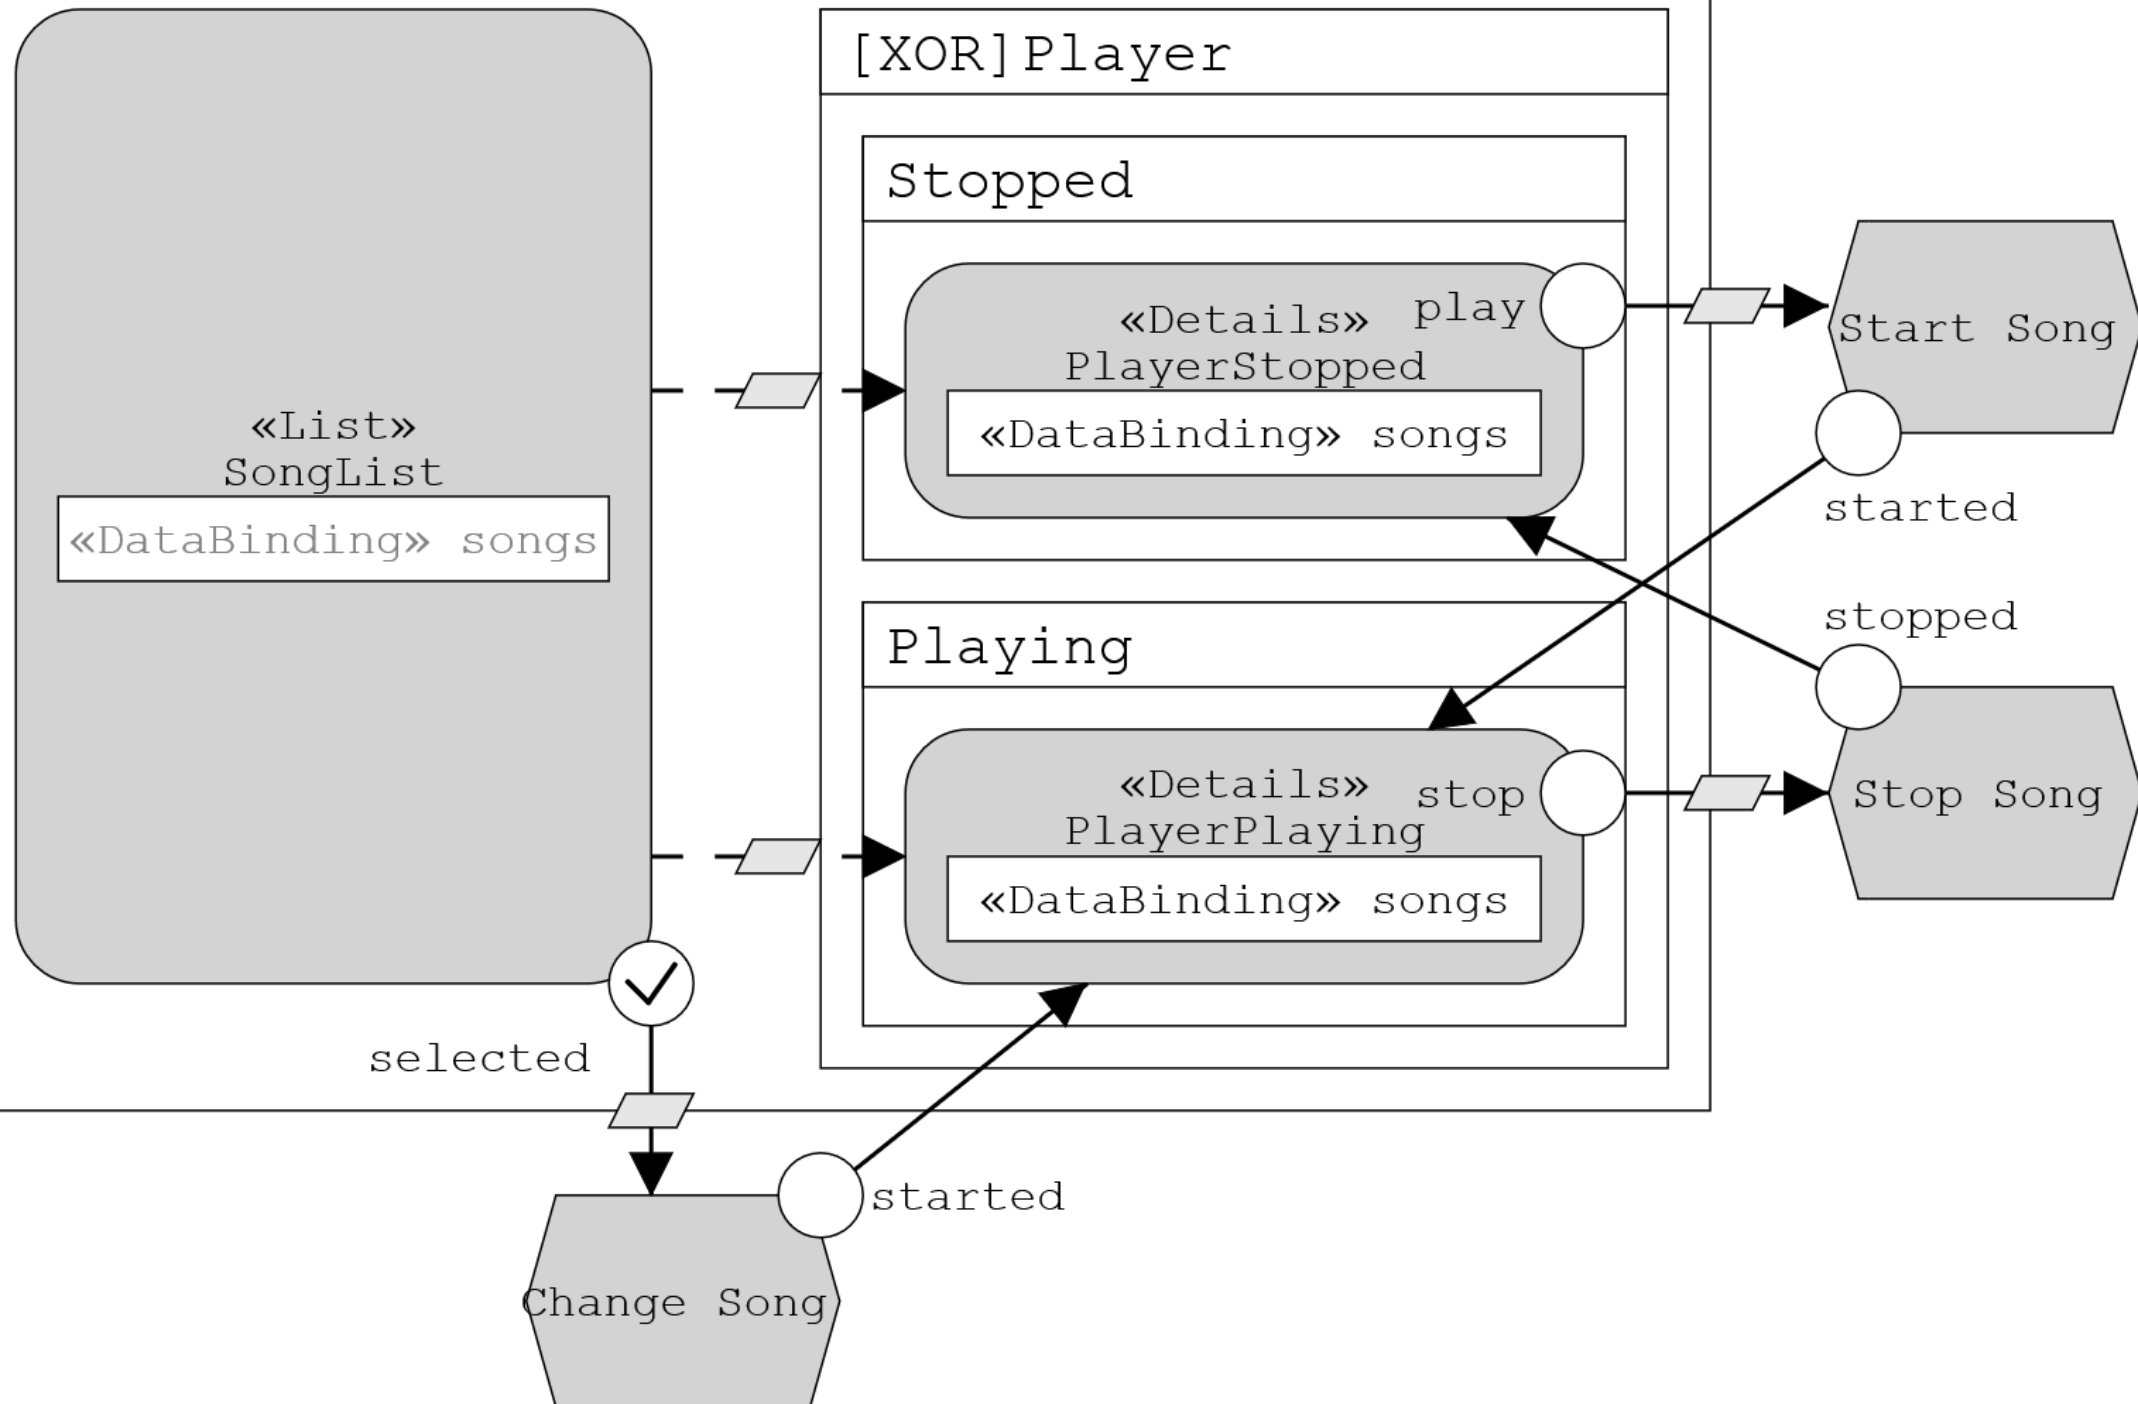 [XOR]Player
Stopped
«Details»
PlayerStopped
play
«DataBinding» songs
Start Song
started
«List»
SongList
«DataBinding» songs
stopped
Playing
«Details»
PlayerPlaying
stop
«DataBinding» songs
Stop Song
selected
started
Change Song